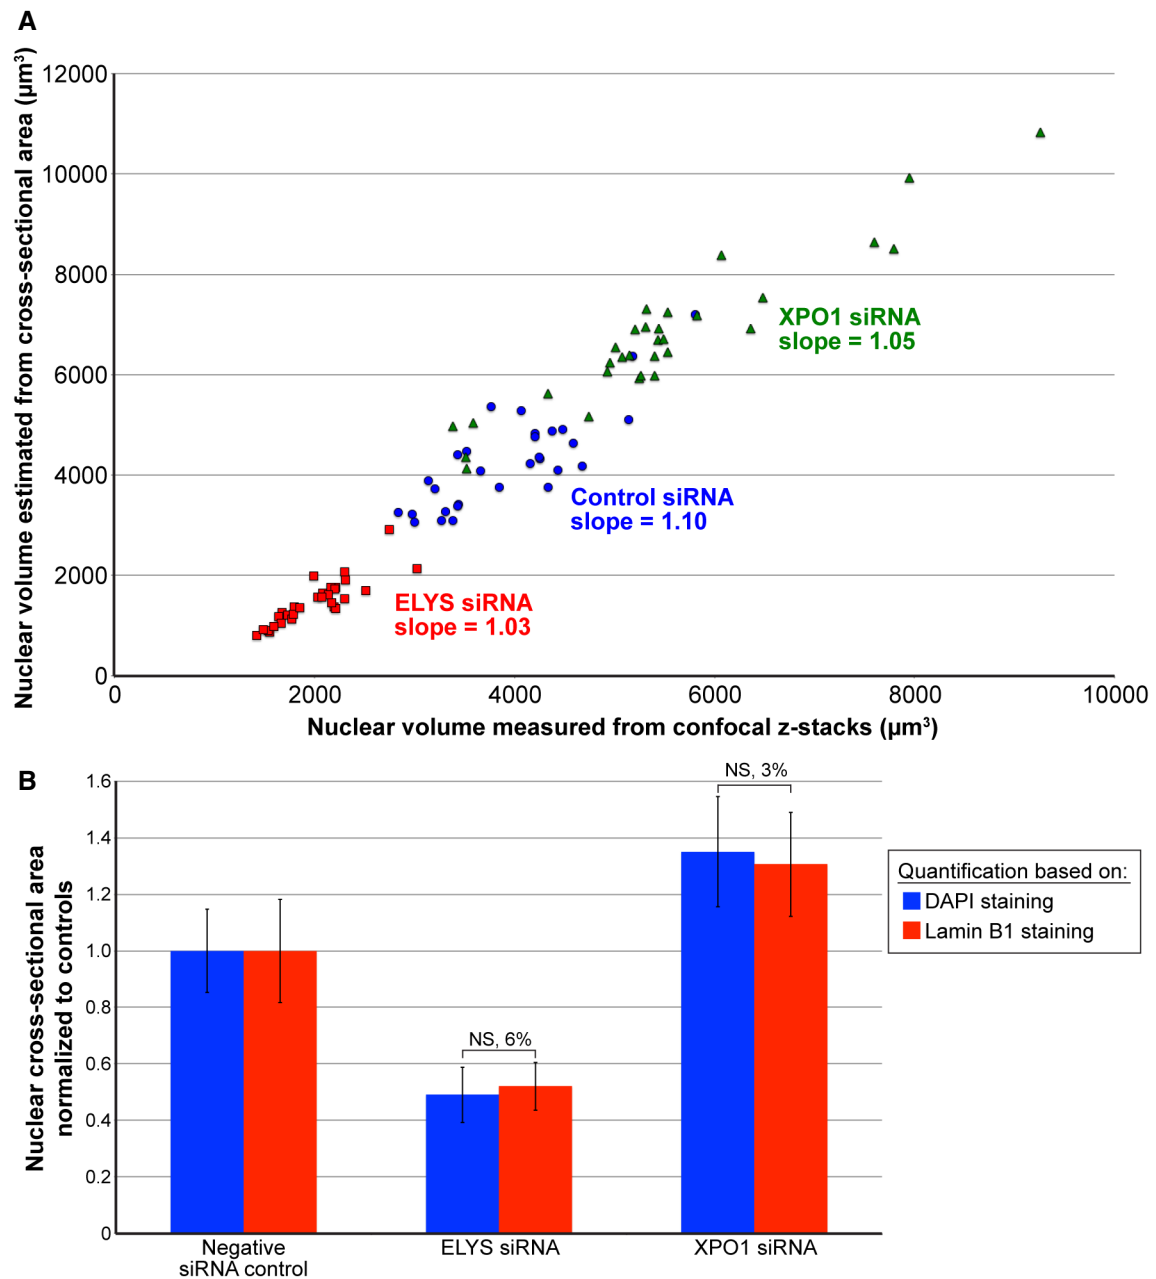 A
Nuclear volume estimated from cross-sectional area (µm³)
12000
10000
8000
6000
4000
2000
0
XPO1 siRNA
slope = 1.05
Control siRNA
slope = 1.10
ELYS siRNA
slope = 1.03
0 2000 4000 6000 8000 10000
Nuclear volume measured from confocal z-stacks (µm³)
B
Nuclear cross-sectional area
normalized to controls
1.6
1.4
1.2
1.0
0.8
0.6
0.4
0.2
0
NS, 6%
NS, 3%
Negative
siRNA control
ELYS siRNA
XPO1 siRNA
Quantification based on:
DAPI staining
Lamin B1 staining